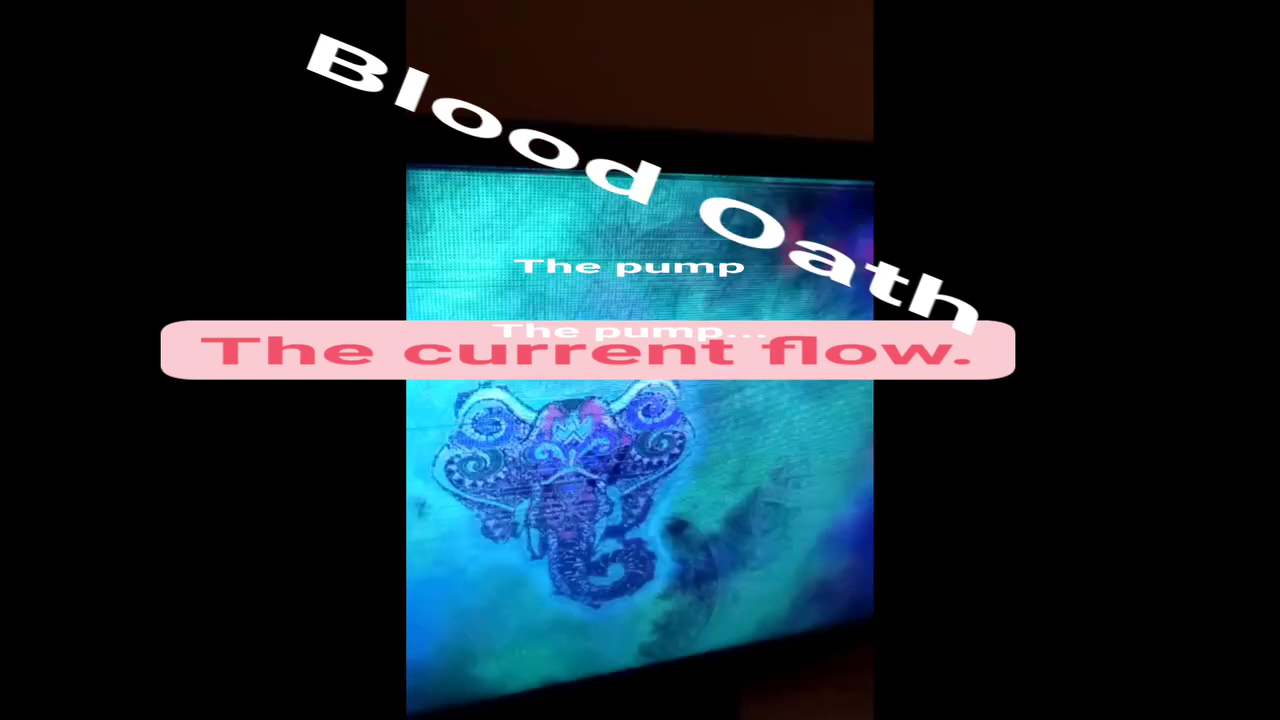 Blood Oath
The pump
The pump...
The current flow.